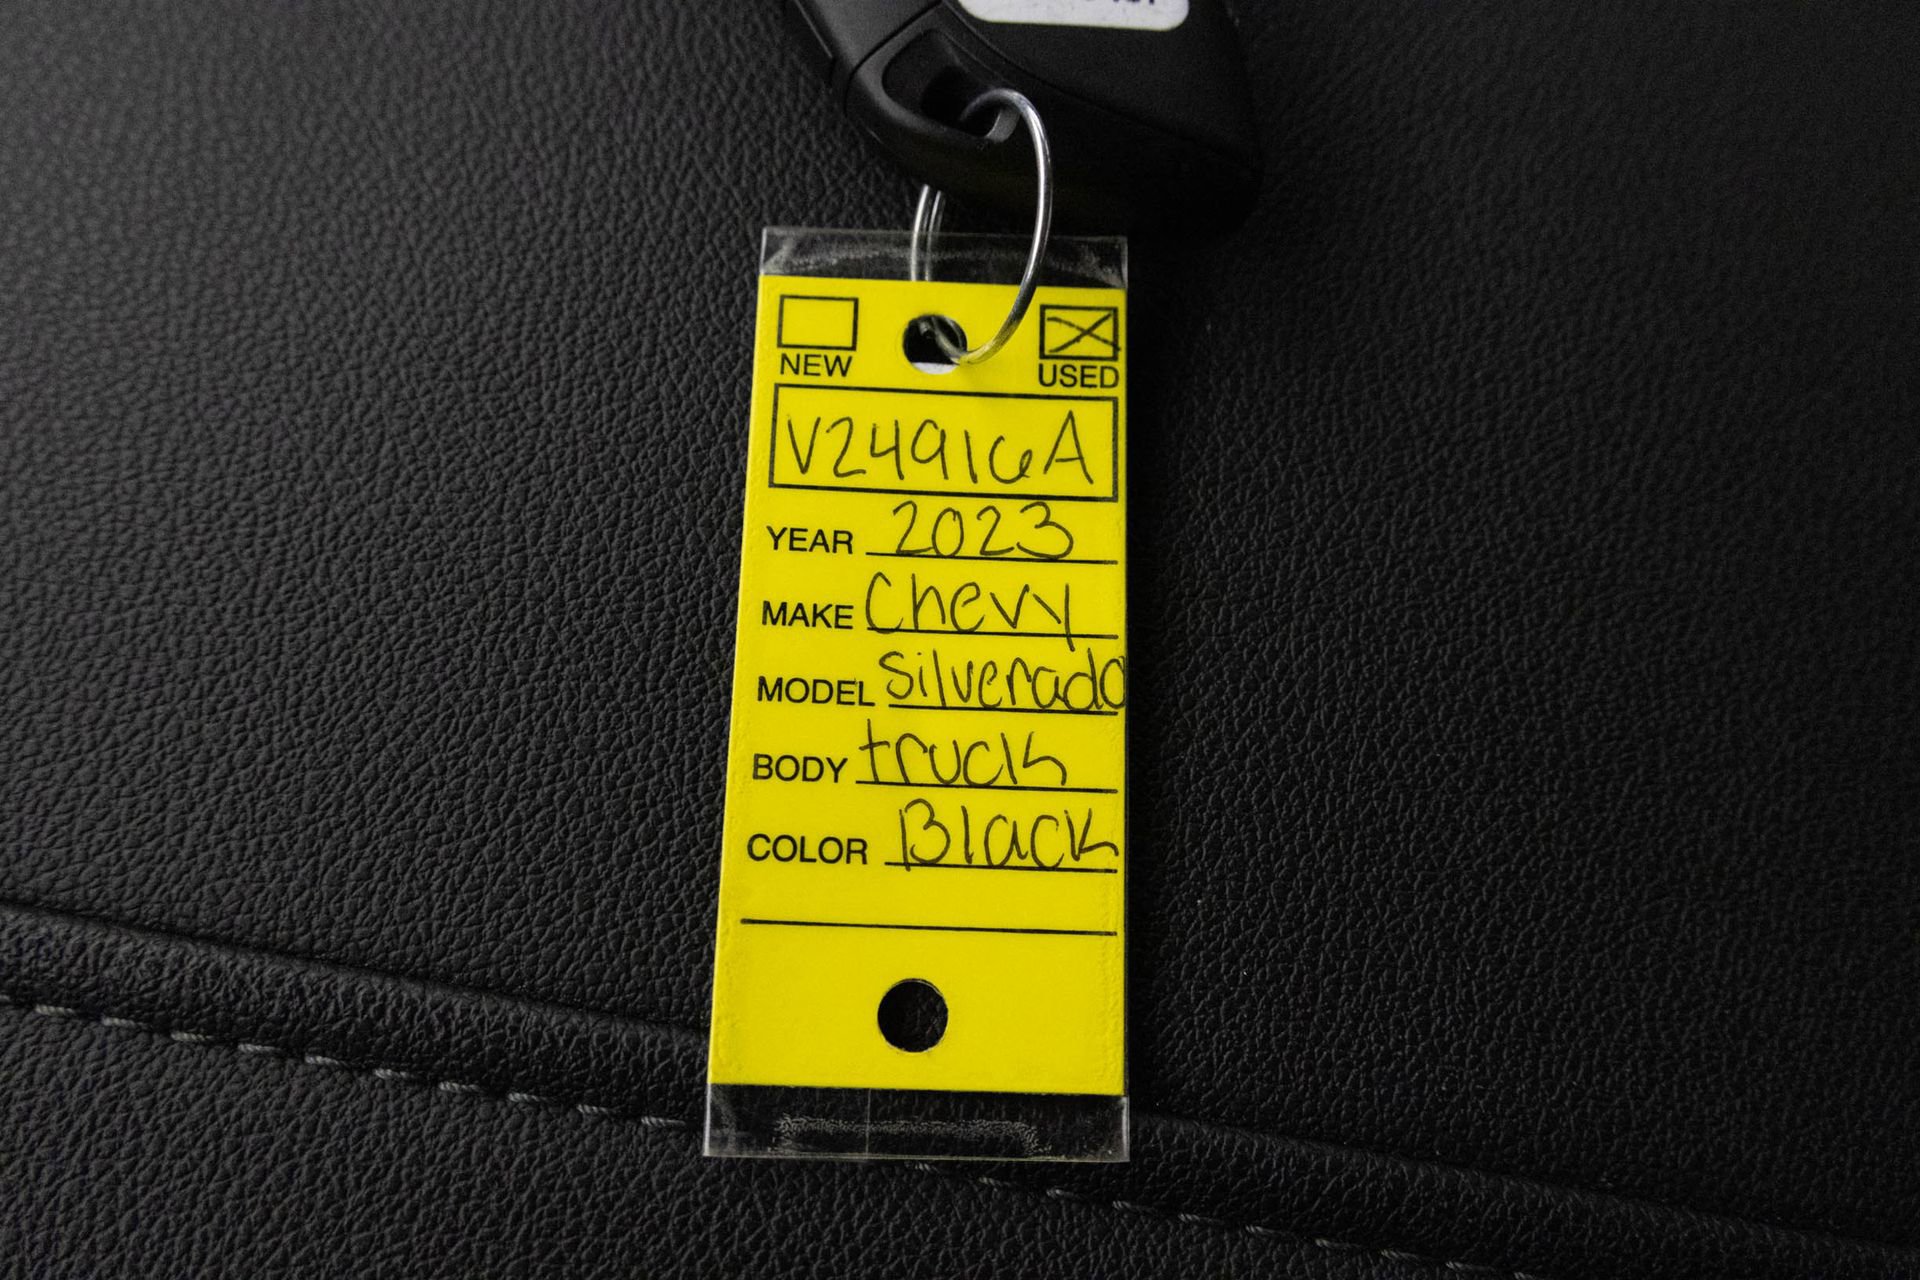 NEW USED
V24916A
YEAR 2023
MAKE Chevy
MODEL Silverado
BODY truck
COLOR Black